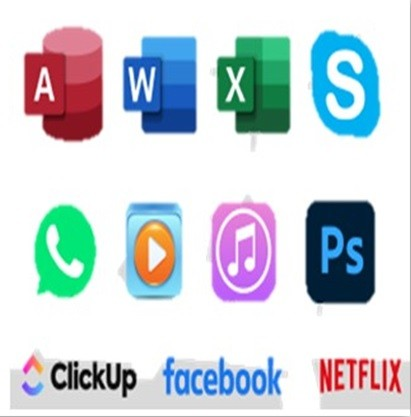 A W X S
Ps
ClickUp facebook NETFLIX